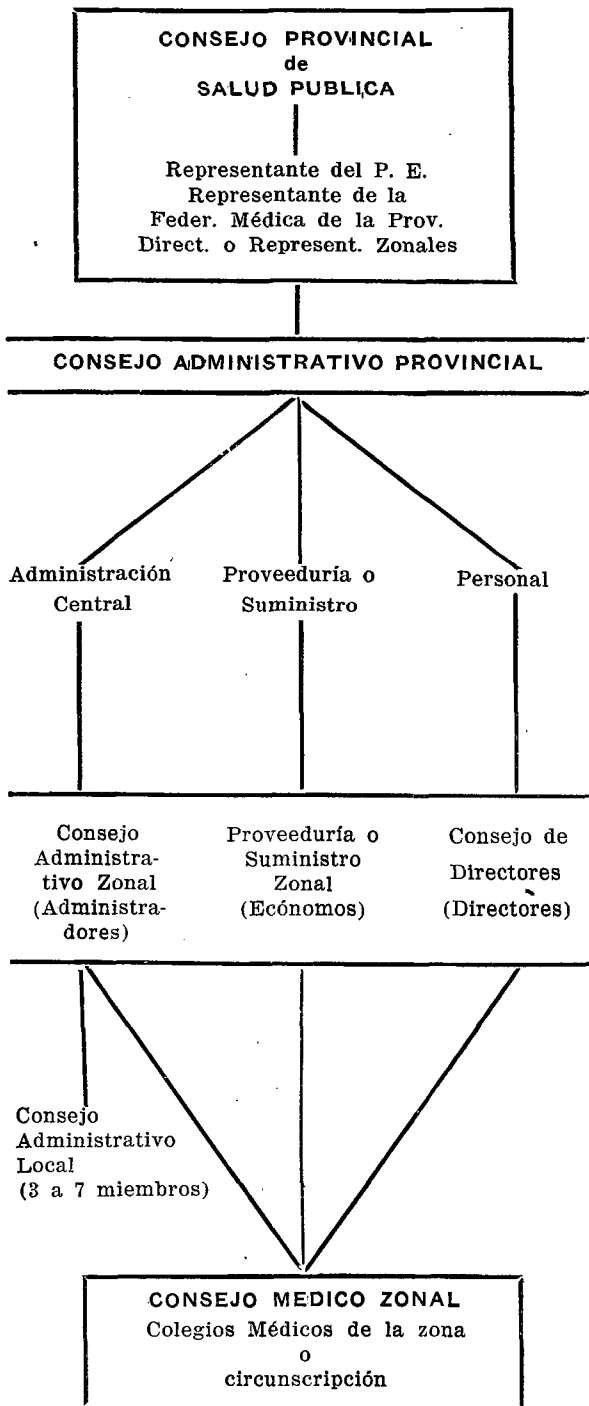 CONSEJO PROVINCIAL
de
SALUD PUBLICA
Representante del P. E.
Representante de la
Feder. Médica de la Prov.
Direct. o Represent. Zonales
CONSEJO ADMINISTRATIVO PROVINCIAL
Administración
Central
Proveeduría o
Suministro
Personal
Consejo
Administra-
tivo Zonal
(Administra-
dores)
Proveeduría o
Suministro
Zonal
(Ecónomos)
Consejo de
Directores
(Directores)
Consejo
Administrativo
Local
(3 a 7 miembros)
CONSEJO MEDICO ZONAL
Colegios Médicos de la zona
o
circunscripción